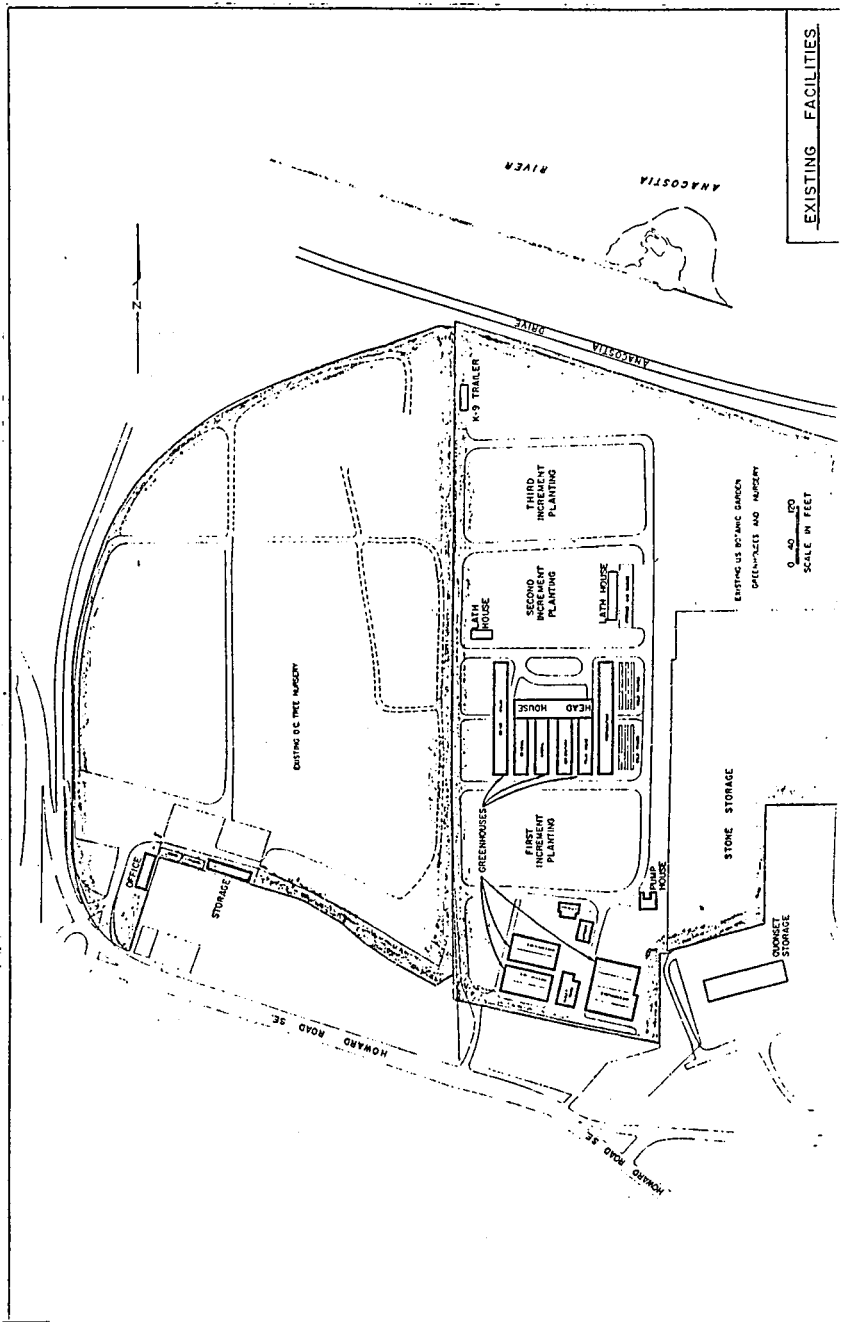 EXISTING FACILITIES
ANACOSTIA
RIVER
N
ANACOSTIA
DRIVE
K-9 TRAILER
THIRD
INCREMENT
PLANTING
EXISTING U.S. BOTANIC GARDEN
GREENHOUSES AND NURSERY
0 40 120
SCALE IN FEET
LATH
HOUSE
SECOND
INCREMENT
PLANTING
LATH HOUSE
EXISTING D.C. TREE NURSERY
HEAD
HOUSE
GREENHOUSES
FIRST
INCREMENT
PLANTING
STONE STORAGE
OFFICE
STORAGE
PUMP
HOUSE
QUONSET
STORAGE
HOWARD ROAD SE.
HOWARD ROAD SE.